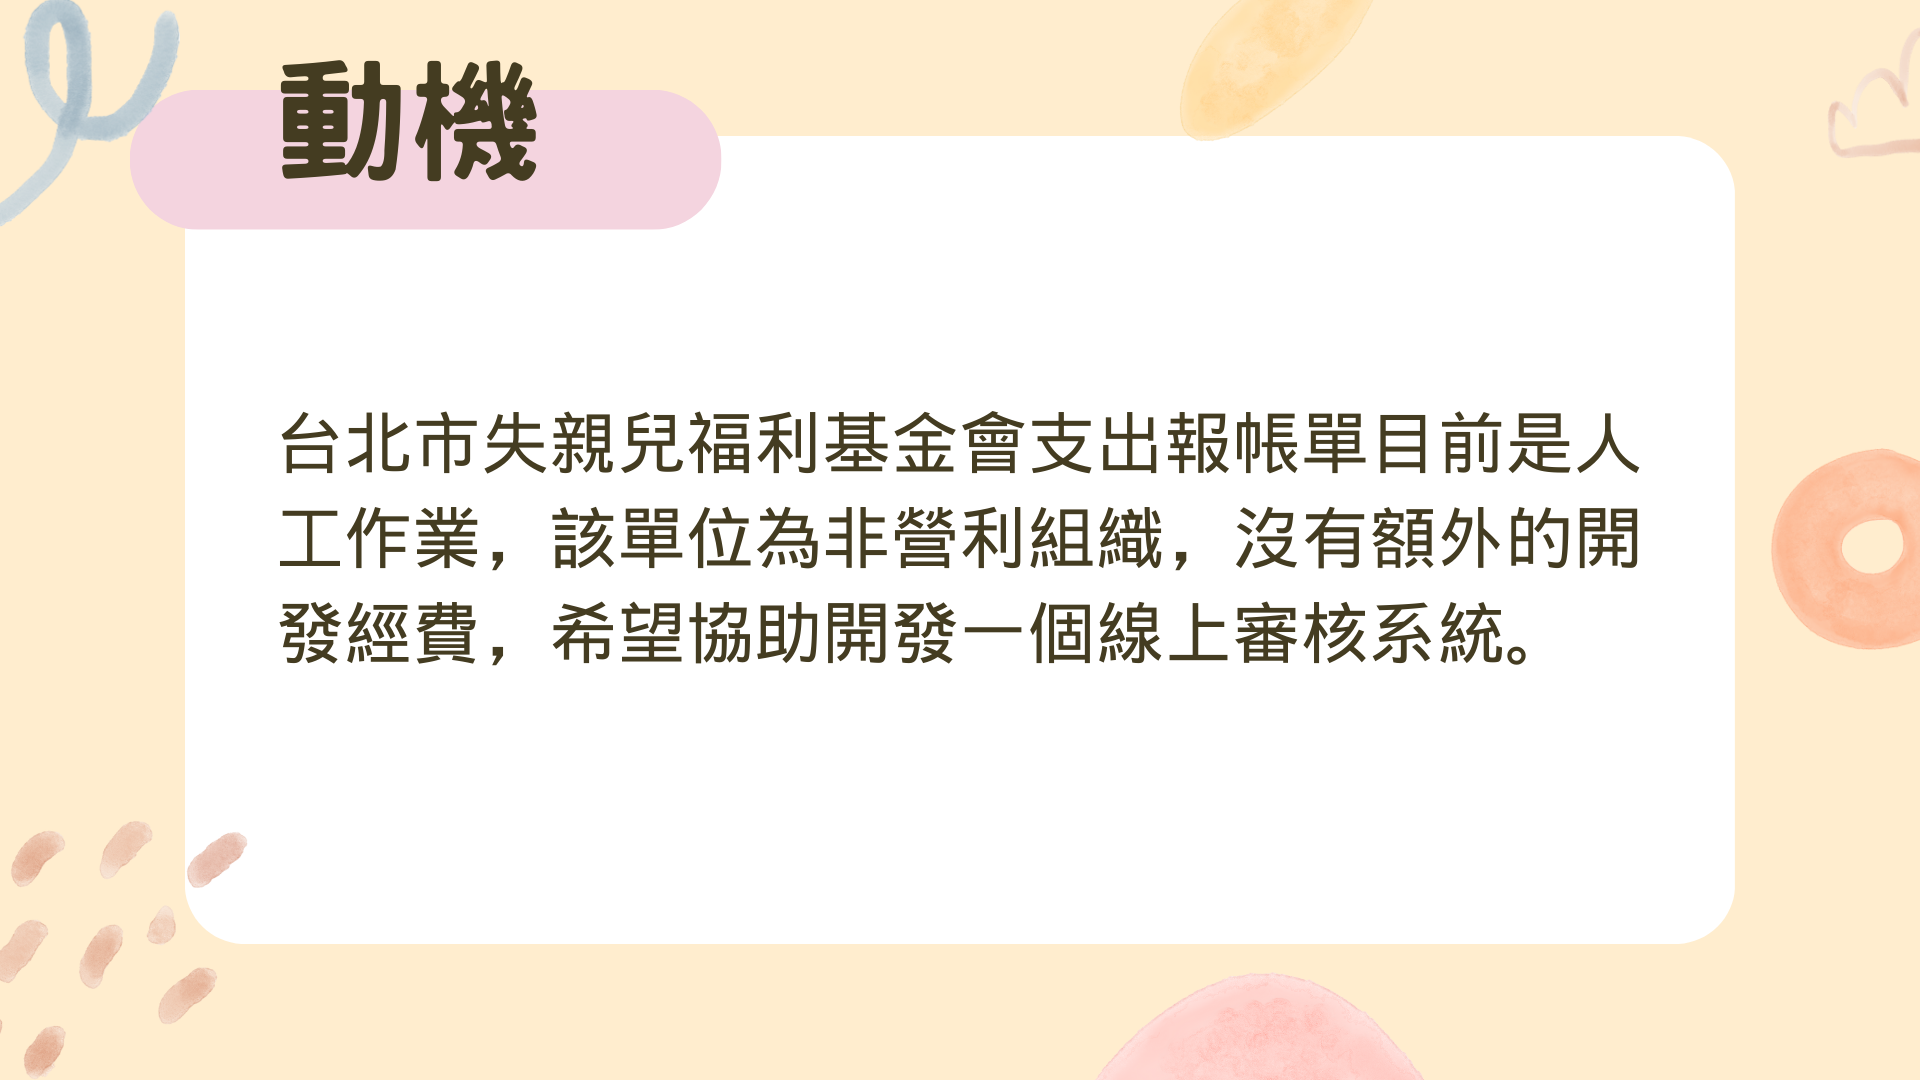 動機
台北市失親兒福利基金會支出報帳單目前是人
工作業，該單位為非營利組織，沒有額外的開
發經費，希望協助開發一個線上審核系統。